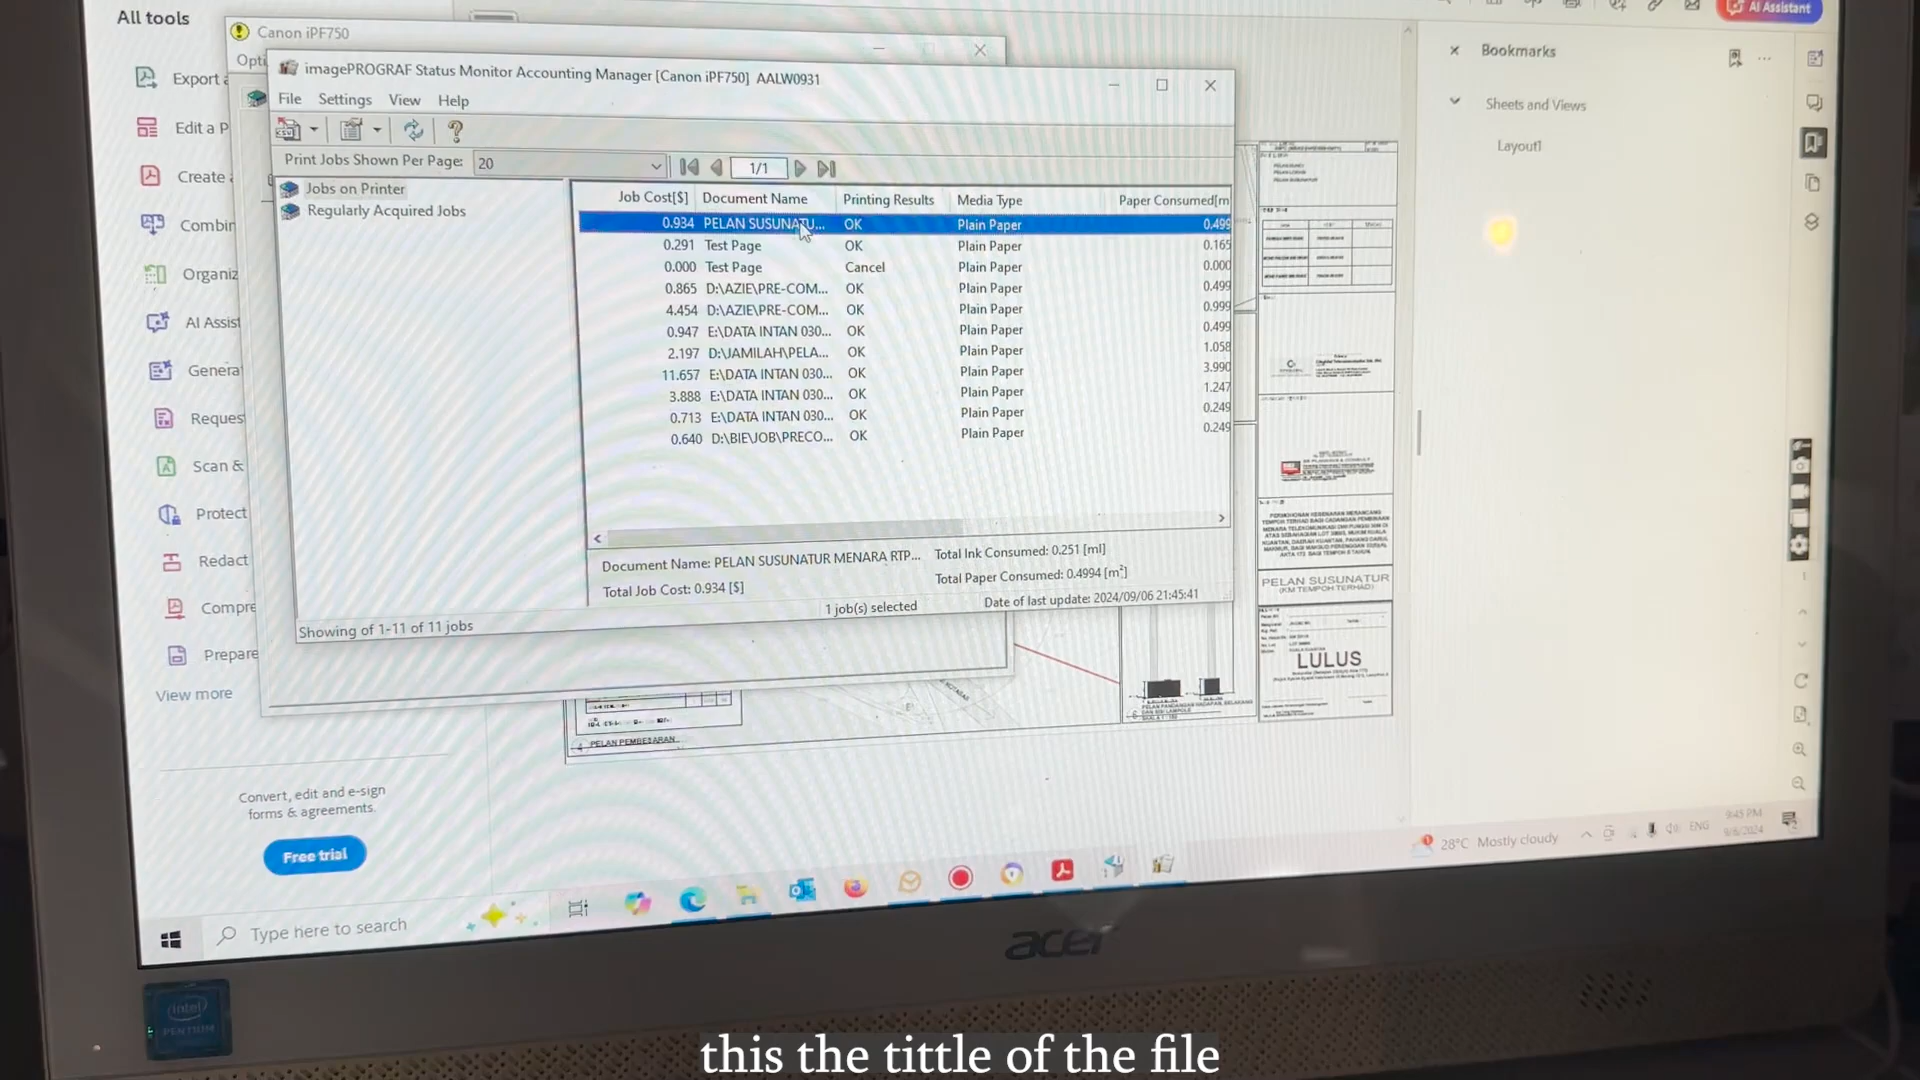 All tools
AI Assistant
Canon iPF750
Opti
imagePROGRAF Status Monitor Accounting Manager [Canon iPF750] AALW0931
File Settings View Help
Print Jobs Shown Per Page: 20 1/1
Jobs on Printer
Regularly Acquired Jobs
Job Cost[$] Document Name Printing Results Media Type Paper Consumed[m
0.934 PELAN SUSUNATU... OK Plain Paper 0.499
0.291 Test Page OK Plain Paper 0.165
0.000 Test Page Cancel Plain Paper 0.000
0.865 D:\AZIE\PRE-COM... OK Plain Paper 0.499
4.454 D:\AZIE\PRE-COM... OK Plain Paper 0.999
0.947 E:\DATA INTAN 030... OK Plain Paper 0.499
2.197 D:\JAMILAH\PELA... OK Plain Paper 1.058
11.657 E:\DATA INTAN 030... OK Plain Paper 3.990
3.888 E:\DATA INTAN 030... OK Plain Paper 1.247
0.713 E:\DATA INTAN 030... OK Plain Paper 0.249
0.640 D:\BIE\JOB\PRECO... OK Plain Paper 0.249
Document Name: PELAN SUSUNATUR MENARA RTP... Total Ink Consumed: 0.251 [ml]
Total Job Cost: 0.934 [$] Total Paper Consumed: 0.4994 [m²]
1 job(s) selected Date of last update: 2024/09/06 21:45:41
Showing of 1-11 of 11 jobs
Export a
Edit a P
Create a
Combin
Organiz
AI Assist
Genera
Reques
Scan &
Protect
Redact
Compre
Prepare
View more
Convert, edit and e-sign
forms & agreements.
Free trial
Bookmarks
Sheets and Views
Layout1
PELAN SUSUNATUR
(KM TEMPOH TERHAD)
LULUS
PELAN PEMBESARAN
28°C Mostly cloudy ENG
9:45 PM
9/6/2024
Type here to search
acer
intel
PENTIUM
this the tittle of the file